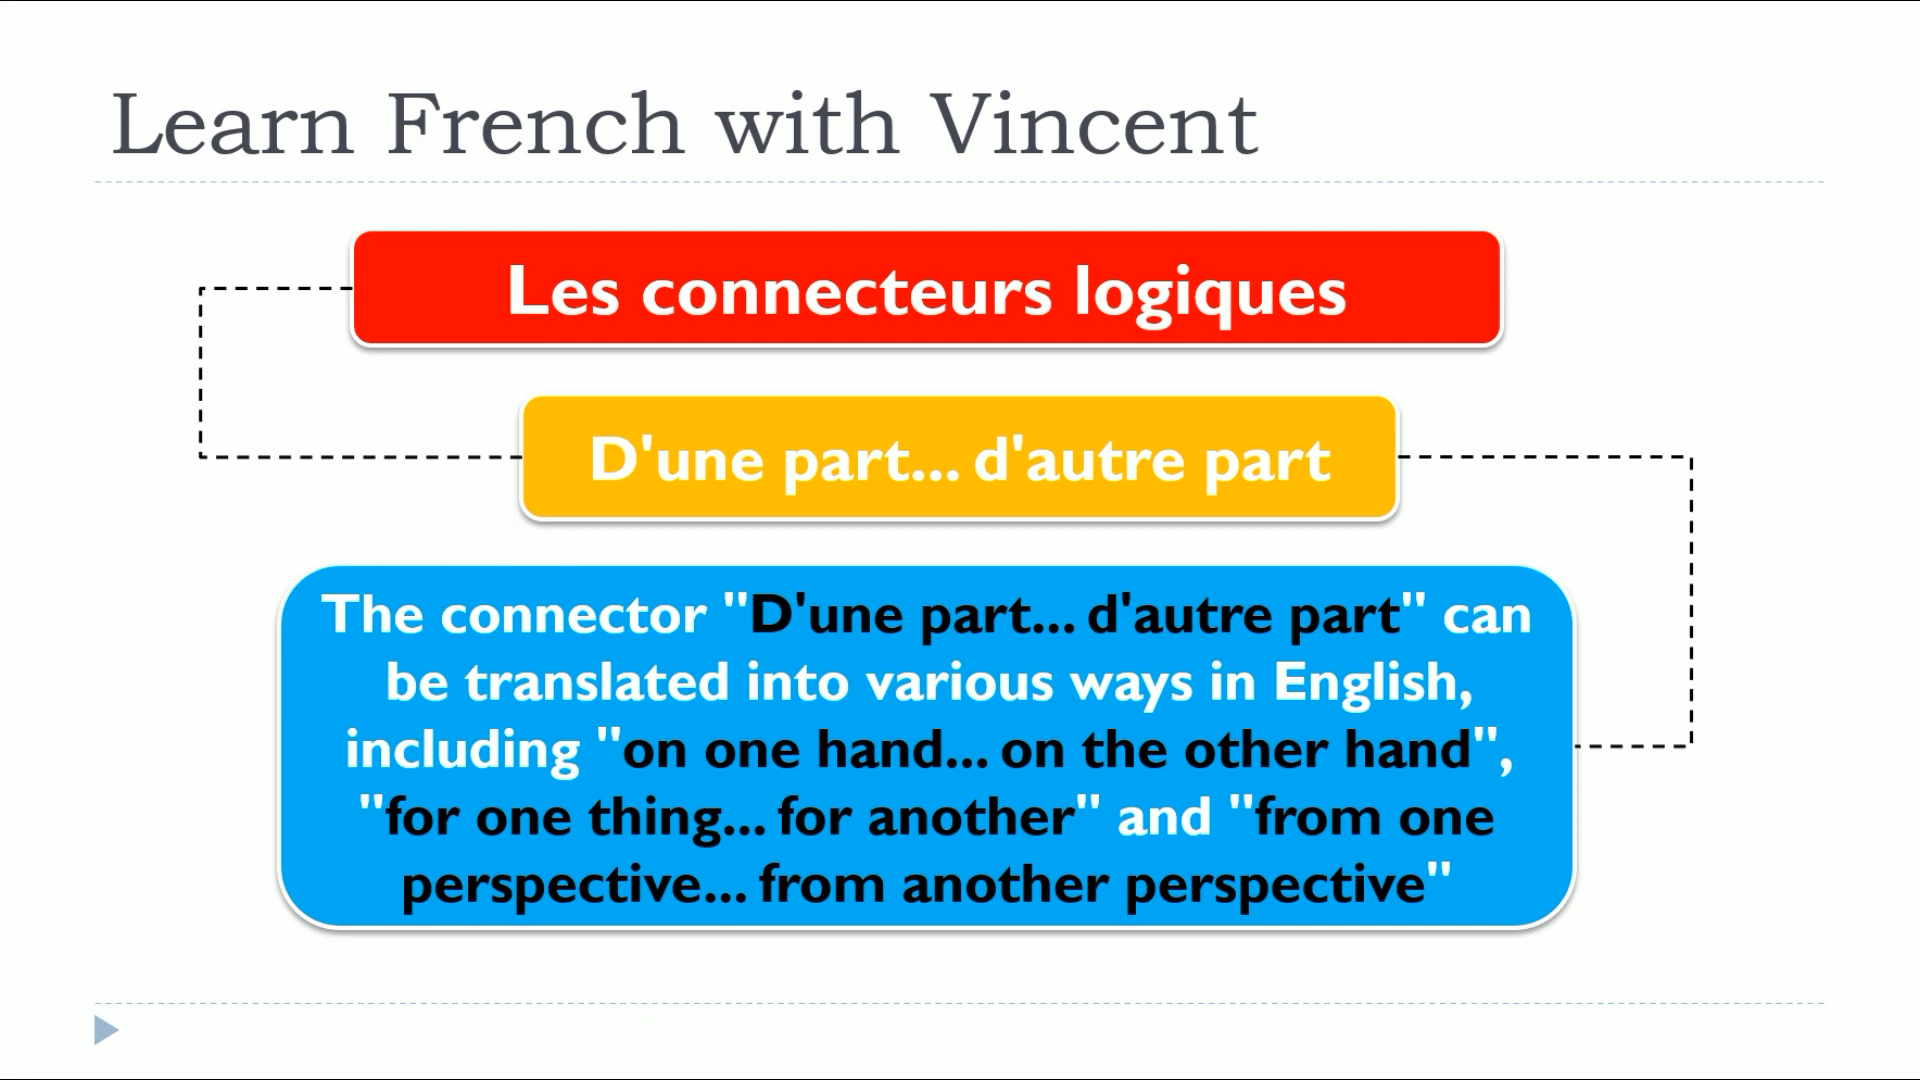 Learn French with Vincent
Les connecteurs logiques
D'une part... d'autre part
The connector "D'une part... d'autre part" can
be translated into various ways in English,
including "on one hand... on the other hand",
"for one thing... for another" and "from one
perspective... from another perspective"